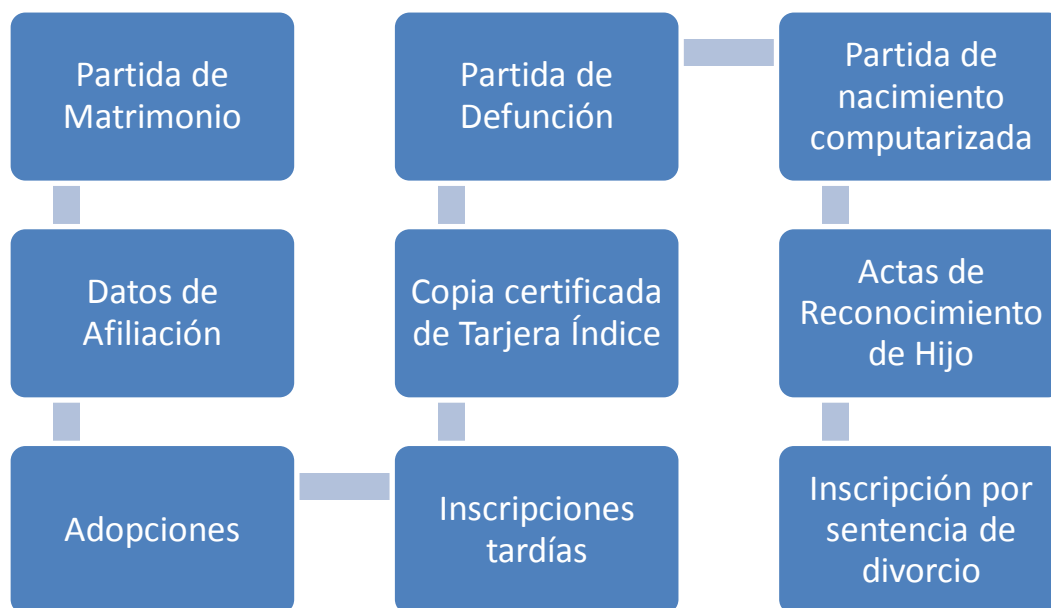 Partida de
Matrimonio
Datos de
Afiliación
Adopciones
Inscripciones
tardías
Copia certificada
de Tarjera Índice
Partida de
Defunción
Partida de
nacimiento
computarizada
Actas de
Reconocimiento
de Hijo
Inscripción por
sentencia de
divorcio